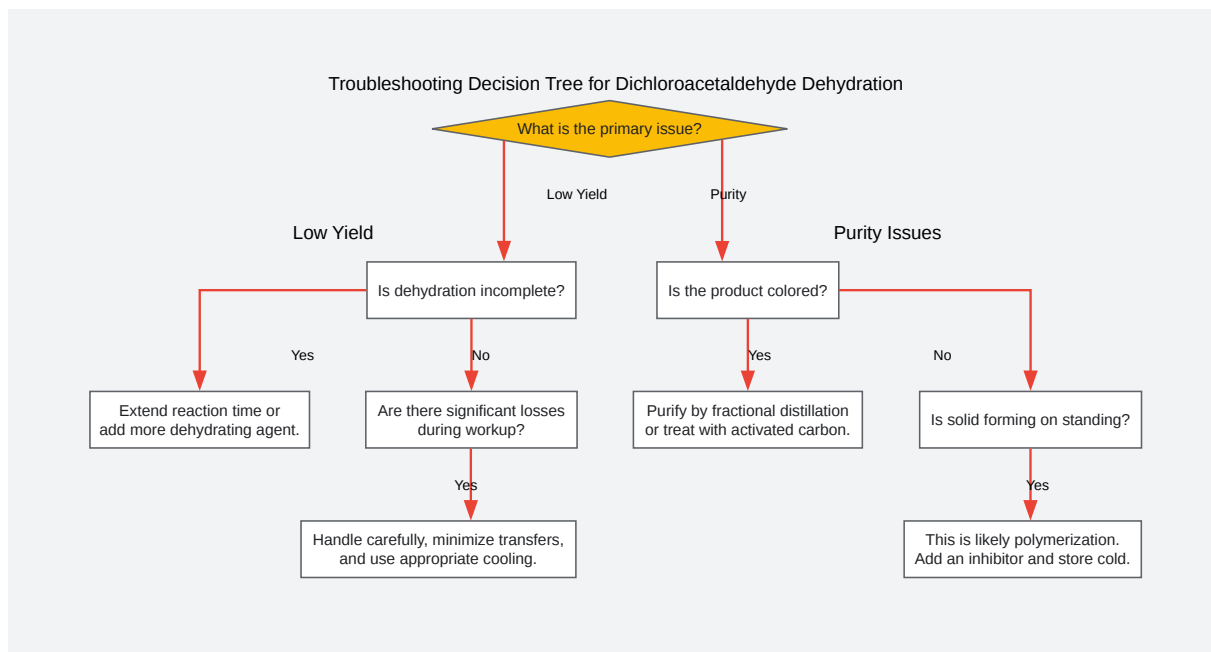 Troubleshooting Decision Tree for Dichloroacetaldehyde Dehydration
What is the primary issue?
Low Yield
Purity
Low Yield
Purity Issues
Is dehydration incomplete?
Is the product colored?
Yes
No
Yes
No
Extend reaction time or
add more dehydrating agent.
Are there significant losses
during workup?
Purify by fractional distillation
or treat with activated carbon.
Is solid forming on standing?
Yes
Yes
Handle carefully, minimize transfers,
and use appropriate cooling.
This is likely polymerization.
Add an inhibitor and store cold.